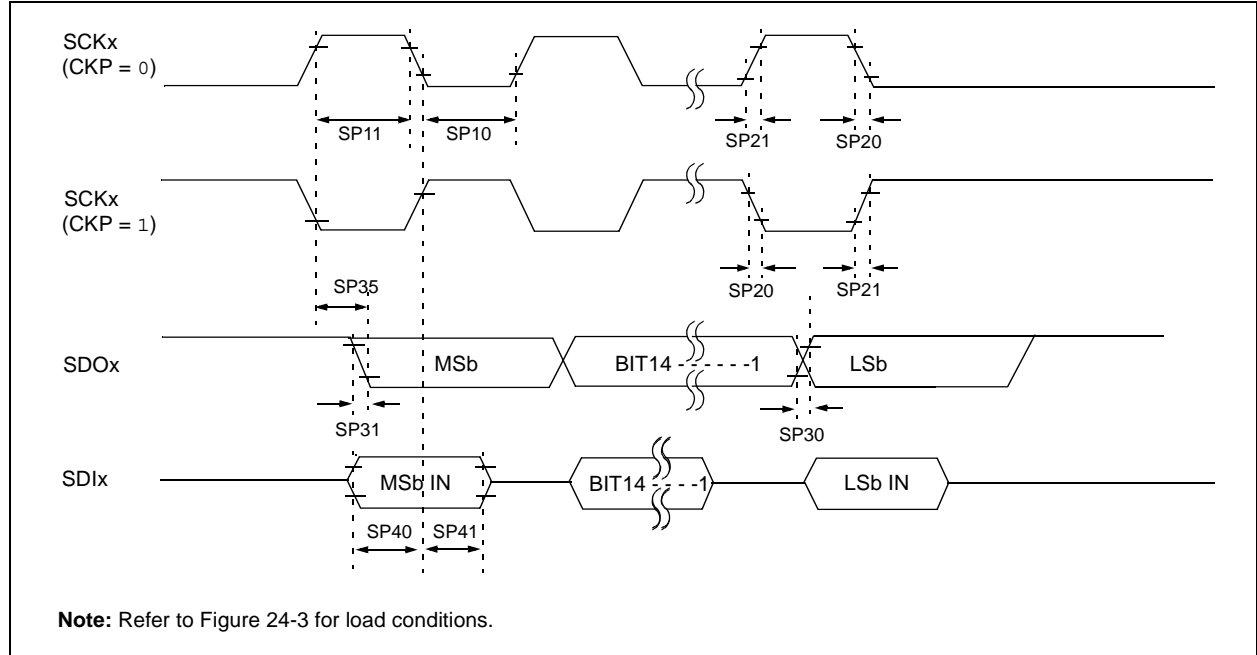 SCKx
(CKP = 0)
SP11
SP10
SP21
SP20
SCKx
(CKP = 1)
SP35
SP20
SP21
SDOx
MSb
BIT14 - - - - - -1
LSb
SP31
SP30
SDIx
MSb IN
BIT14 - - - -1
LSb IN
SP40
SP41
Note: Refer to Figure 24-3 for load conditions.